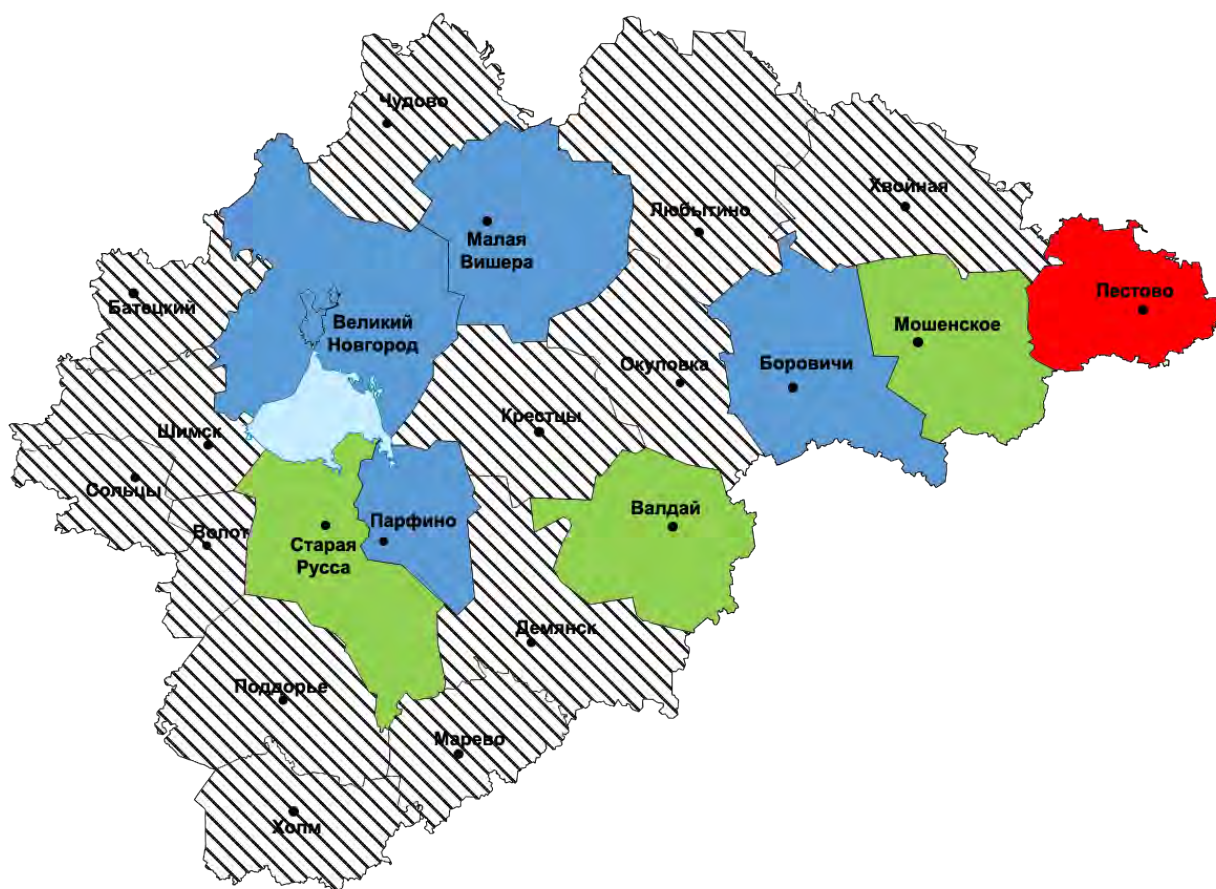 Чудово
Хвойная
Любытино
Малая
Вишера
Пестово
Батецкий
Великий
Новгород
Мошенское
Окуловка
Боровичи
Крестцы
Шимск
Сольцы
Валдай
Парфино
Волот
Старая
Русса
Демянск
Поддорье
Марево
Холм